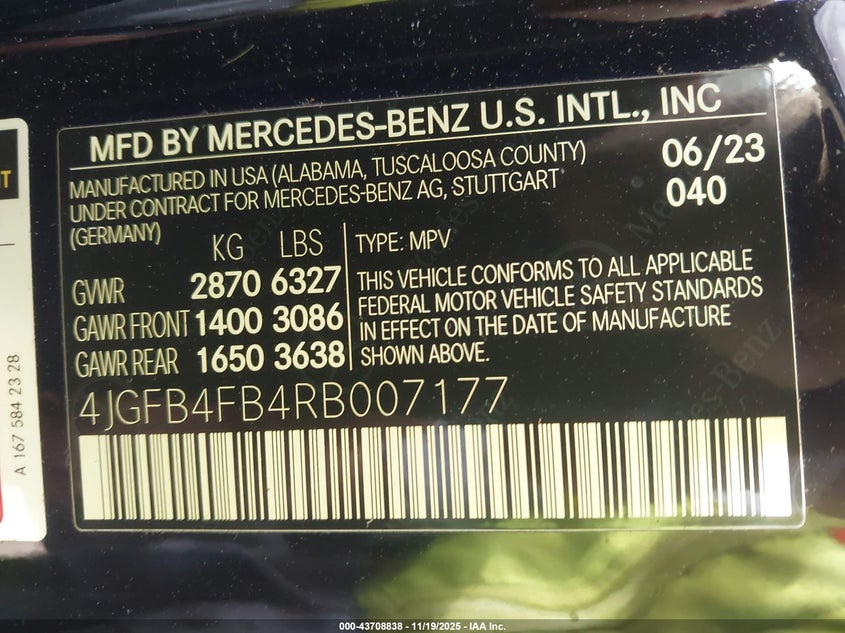 MFD BY MERCEDES-BENZ U.S. INTL., INC
MANUFACTURED IN USA (ALABAMA, TUSCALOOSA COUNTY) 06/23
UNDER CONTRACT FOR MERCEDES-BENZ AG, STUTTGART 040
(GERMANY)
KG LBS
TYPE: MPV
GVWR 2870 6327
GAWR FRONT 1400 3086
GAWR REAR 1650 3638
THIS VEHICLE CONFORMS TO ALL APPLICABLE
FEDERAL MOTOR VEHICLE SAFETY STANDARDS
IN EFFECT ON THE DATE OF MANUFACTURE
SHOWN ABOVE.
4JGFB4FB4RB007177
A 167 584 23 28
000-43708838 - 11/19/2025 - IAA Inc.